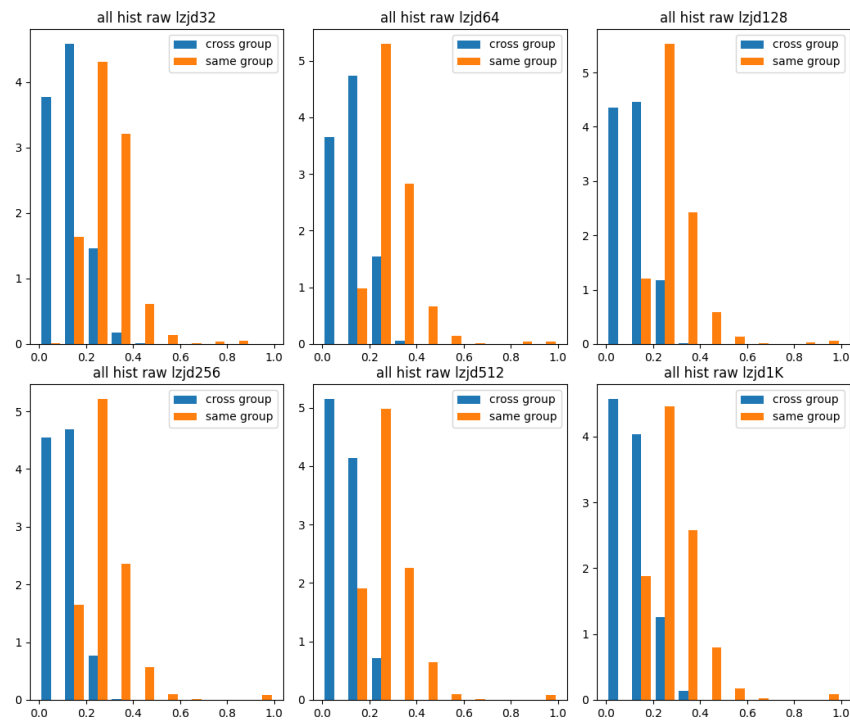 all hist raw lzjd32
cross group
same group
4
3
2
1
0
0.0 0.2 0.4 0.6 0.8 1.0
all hist raw lzjd64
cross group
same group
5
4
3
2
1
0
0.0 0.2 0.4 0.6 0.8 1.0
all hist raw lzjd128
cross group
same group
5
4
3
2
1
0
0.0 0.2 0.4 0.6 0.8 1.0
all hist raw lzjd256
cross group
same group
5
4
3
2
1
0
0.0 0.2 0.4 0.6 0.8 1.0
all hist raw lzjd512
cross group
same group
5
4
3
2
1
0
0.0 0.2 0.4 0.6 0.8 1.0
all hist raw lzjd1K
cross group
same group
4
3
2
1
0
0.0 0.2 0.4 0.6 0.8 1.0